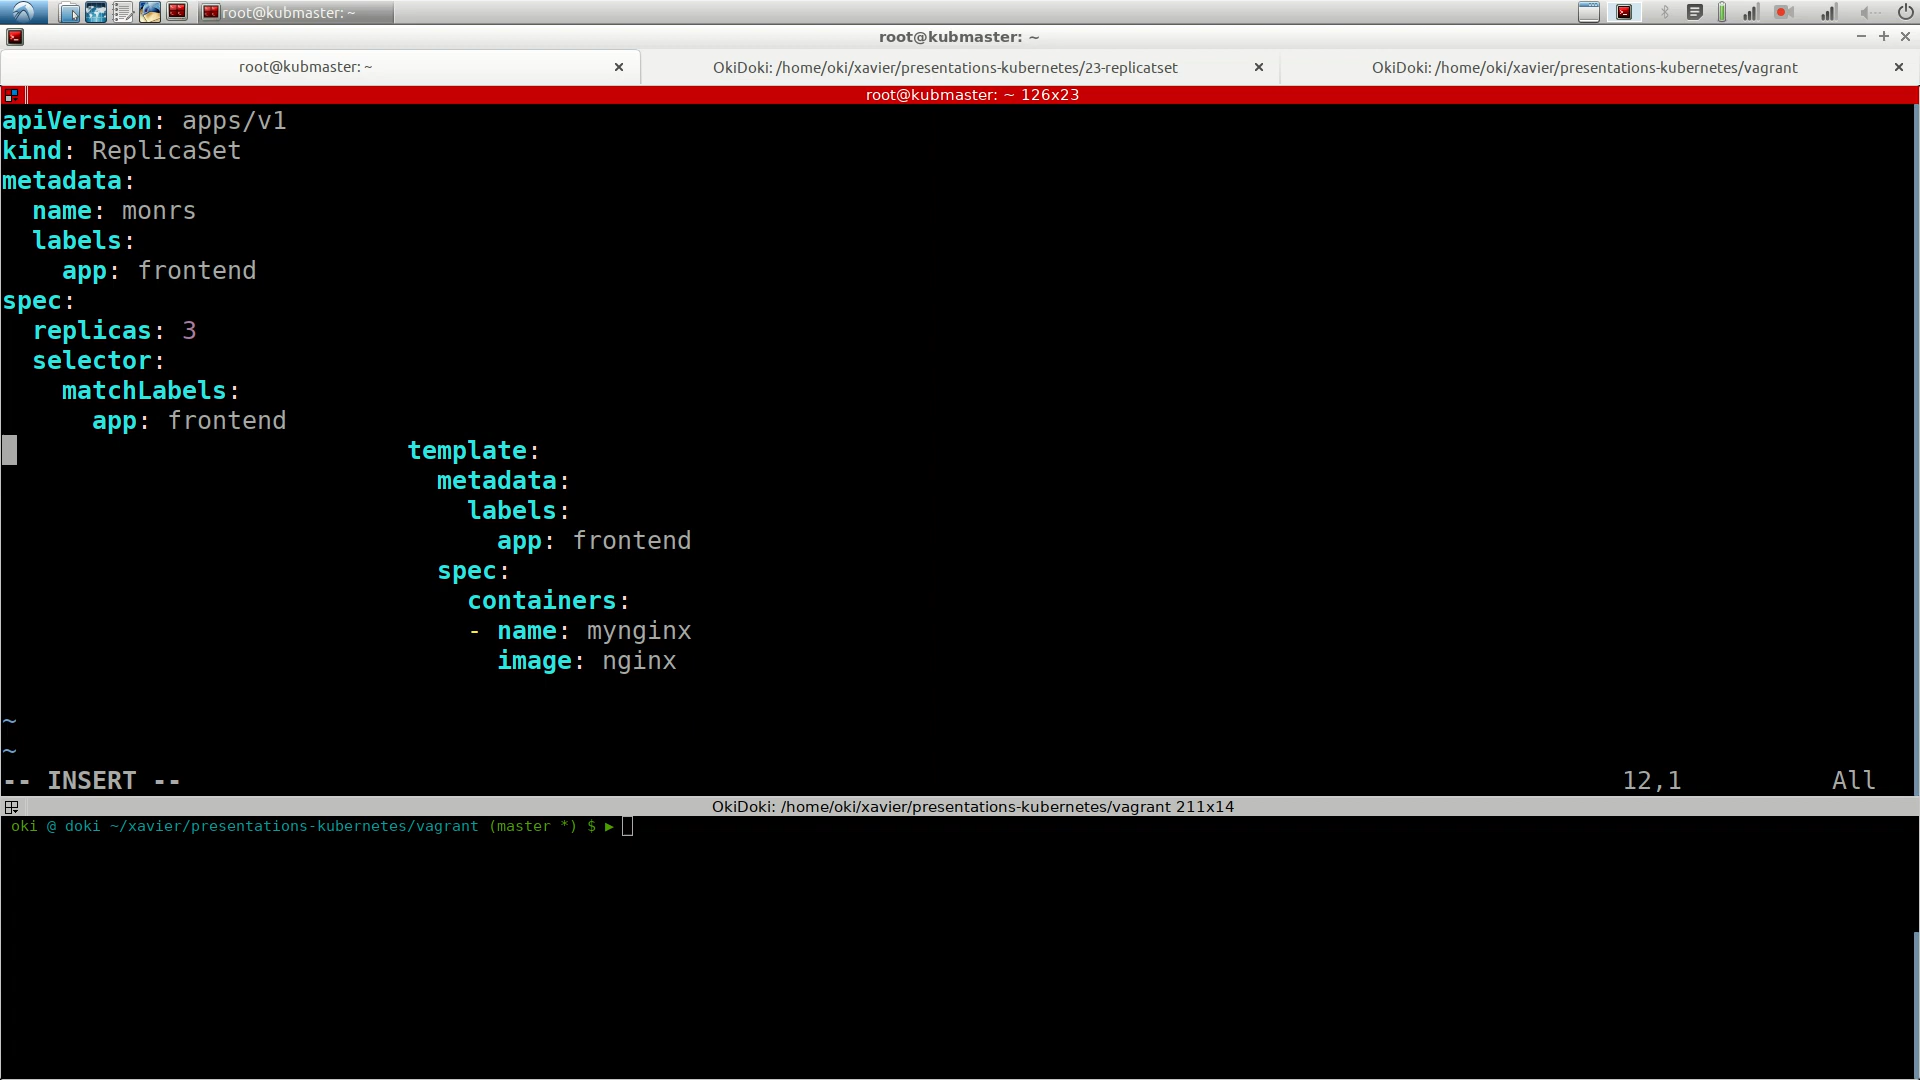 root@kubmaster: ~
root@kubmaster: ~
root@kubmaster: ~
OkiDoki: /home/oki/xavier/presentations-kubernetes/23-replicatset
OkiDoki: /home/oki/xavier/presentations-kubernetes/vagrant
root@kubmaster: ~ 126x23
apiVersion: apps/v1
kind: ReplicaSet
metadata:
  name: monrs
  labels:
    app: frontend
spec:
  replicas: 3
  selector:
    matchLabels:
      app: frontend
                           template:
                             metadata:
                               labels:
                                 app: frontend
                             spec:
                               containers:
                               - name: mynginx
                                 image: nginx
~
~
-- INSERT -- 12,1 All
OkiDoki: /home/oki/xavier/presentations-kubernetes/vagrant 211x14
oki @ doki ~/xavier/presentations-kubernetes/vagrant (master *) $ ▶